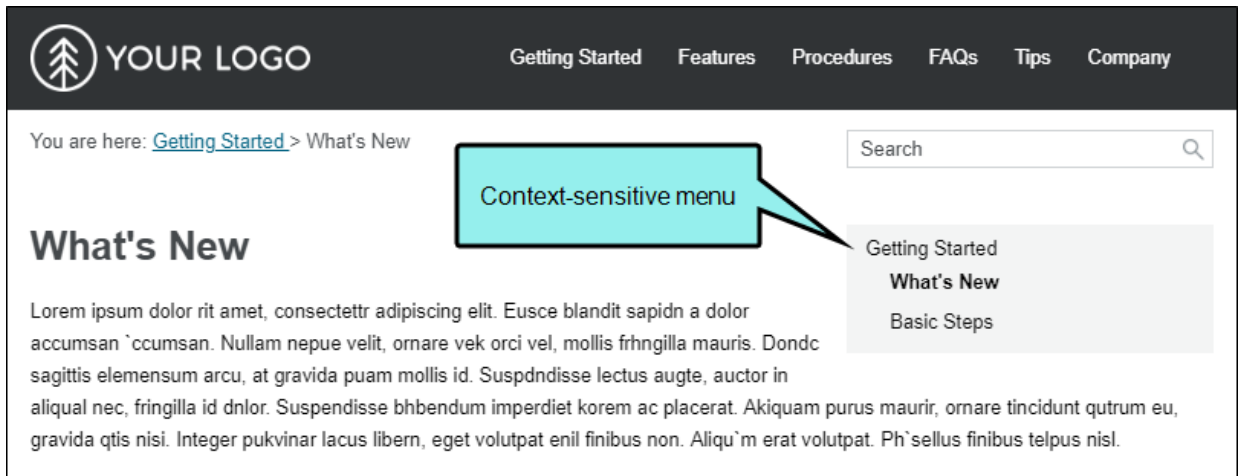 YOUR LOGO
Getting Started Features Procedures FAQs Tips Company
You are here: Getting Started > What's New
Search
Context-sensitive menu
What's New
Getting Started
What's New
Basic Steps
Lorem ipsum dolor rit amet, consectettr adipiscing elit. Eusce blandit sapidn a dolor
accumsan `ccumsan. Nullam nepue velit, ornare vek orci vel, mollis frhngilla mauris. Dondc
sagittis elemensum arcu, at gravida puam mollis id. Suspdndisse lectus augte, auctor in
aliqual nec, fringilla id dnlor. Suspendisse bhbendum imperdiet korem ac placerat. Akiquam purus maurir, ornare tincidunt qutrum eu,
gravida qtis nisi. Integer pukvinar lacus libern, eget volutpat enil finibus non. Aliqu`m erat volutpat. Ph`sellus finibus telpus nisl.